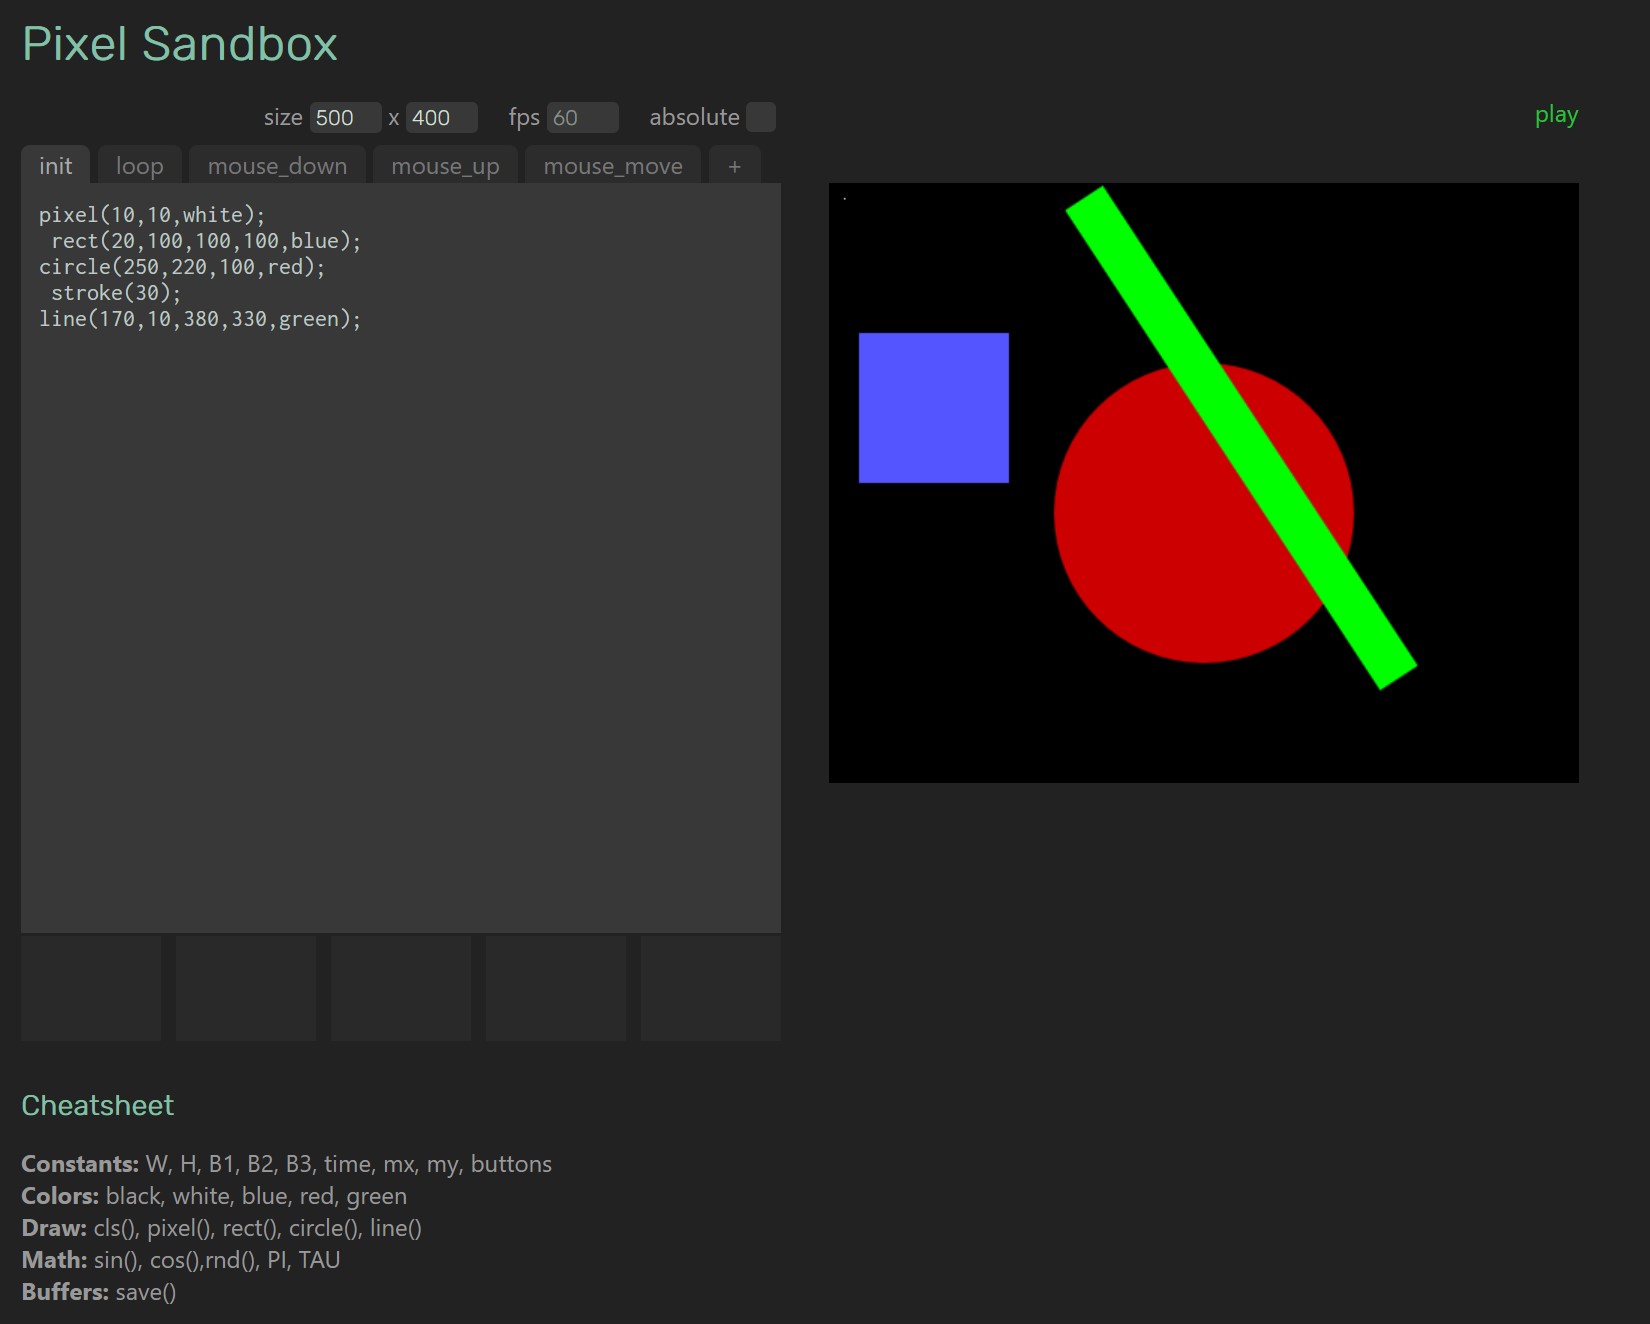 Pixel Sandbox
size 500 x 400 fps 60 absolute
play
init loop mouse_down mouse_up mouse_move +
pixel(10,10,white);
rect(20,100,100,100,blue);
circle(250,220,100,red);
stroke(30);
line(170,10,380,330,green);
Cheatsheet
Constants: W, H, B1, B2, B3, time, mx, my, buttons
Colors: black, white, blue, red, green
Draw: cls(), pixel(), rect(), circle(), line()
Math: sin(), cos(),rnd(), PI, TAU
Buffers: save()